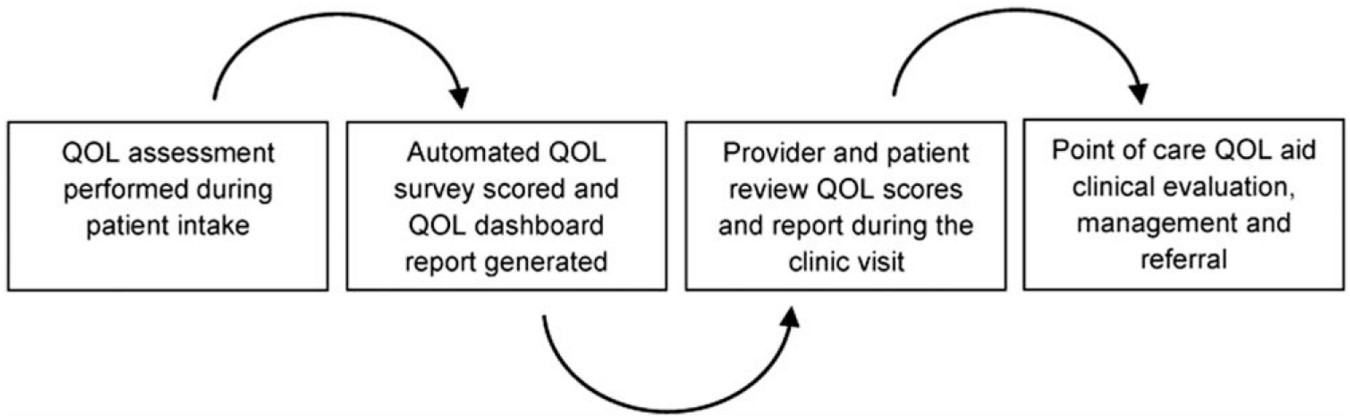 QOL assessment
performed during
patient intake
Automated QOL
survey scored and
QOL dashboard
report generated
Provider and patient
review QOL scores
and report during the
clinic visit
Point of care QOL aid
clinical evaluation,
management and
referral